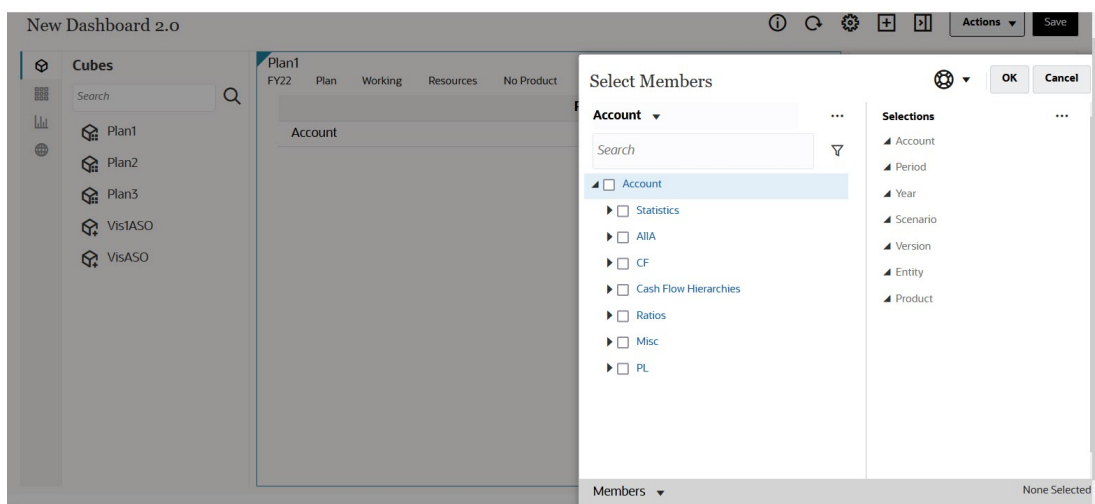 New Dashboard 2.0
Actions
Save
Cubes
Search
Plan1
Plan2
Plan3
Vis1ASO
VisASO
Plan1
FY22 Plan Working Resources No Product
Account
Select Members
OK
Cancel
Account
Search
Account
Statistics
AllA
CF
Cash Flow Hierarchies
Ratios
Misc
PL
Selections
Account
Period
Year
Scenario
Version
Entity
Product
Members
None Selected